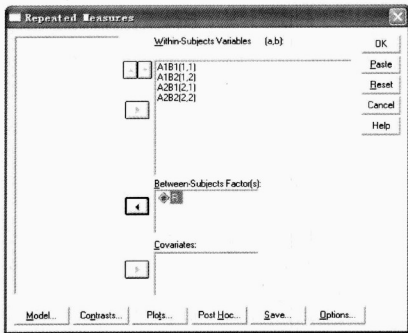 Repeated Measures
Within-Subjects Variables (a,b):
A1B1(1,1)
A1B2(1,2)
A2B1(2,1)
A2B2(2,2)
OK
Paste
Reset
Cancel
Help
Between-Subjects Factor(s):
Covariates:
Model... Contrasts... Plots... Post Hoc... Save... Options...